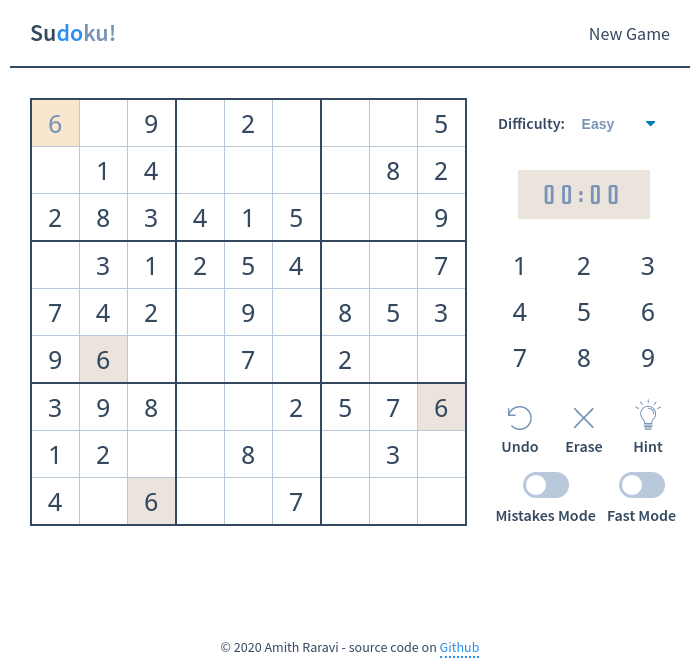 Sudoku!
New Game
6 9 2 5
1 4 8 2
2 8 3 4 1 5 9
3 1 2 5 4 7
7 4 2 9 8 5 3
9 6 7 2
3 9 8 2 5 7 6
1 2 8 3
4 6 7
Difficulty: Easy
00:00
1 2 3
4 5 6
7 8 9
Undo Erase Hint
Mistakes Mode Fast Mode
© 2020 Amith Raravi - source code on Github